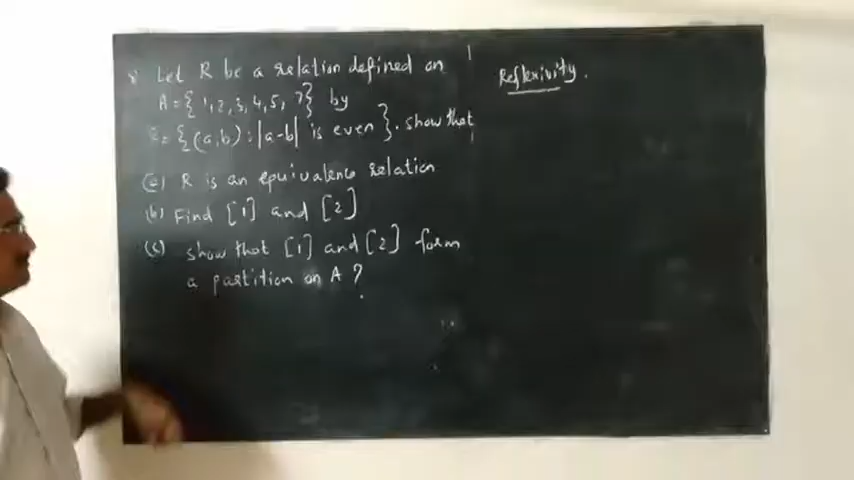 Let R be a relation defined on
A = { 1, 2, 3, 4, 5, 7} by
R = {(a,b) : |a-b| is even }. show that
(a) R is an equivalence relation
(b) Find [1] and [2]
(c) show that [1] and [2] form
a partition on A ?
Reflexivity.